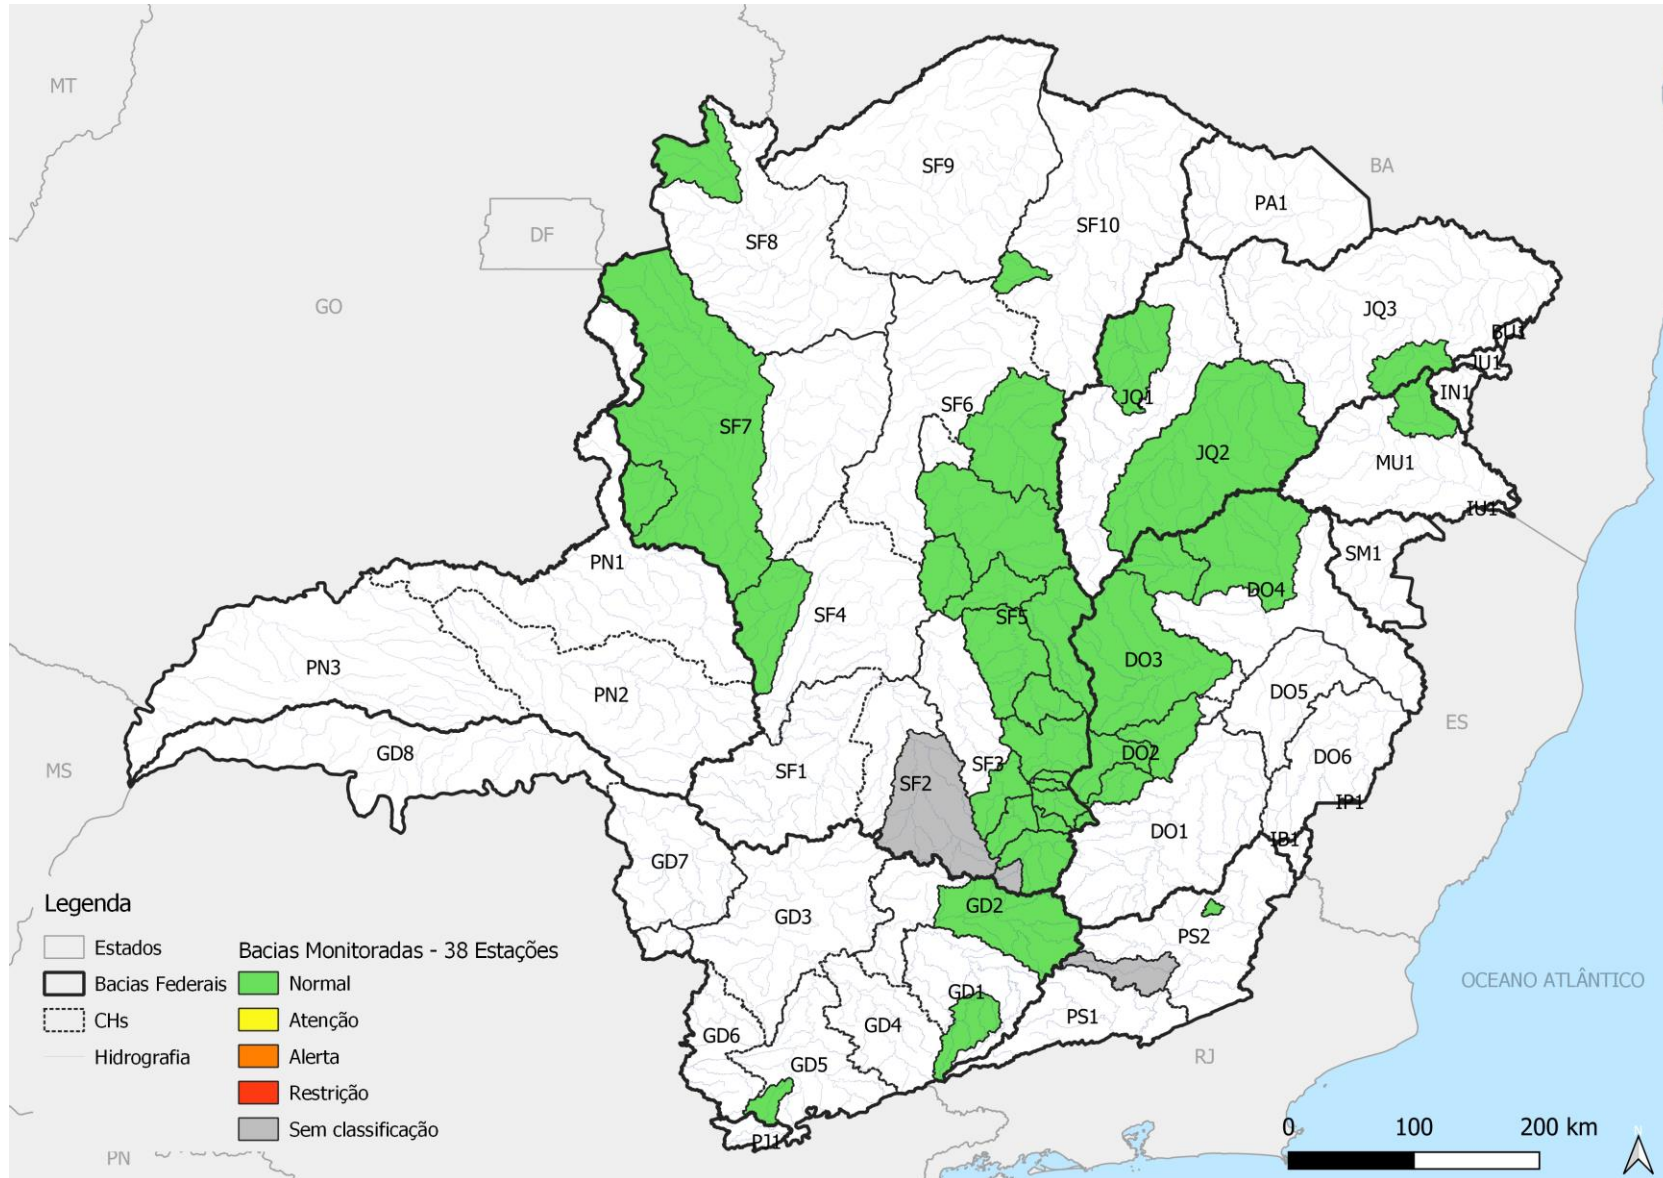 MT
SF9
BA
PA1
SF10
DF
SF8
GO
JQ3
BU1
JU1
IN1
JQ1
SF6
SF7
JQ2
MU1
IU1
SM1
PN1
DO4
SF4
SF5
DO3
PN3
PN2
DO5
ES
GD8
DO2
DO6
MS
SF1
SF2
SF3
IP1
DO1
IB1
GD7
GD2
GD3
PS2
OCEANO ATLÂNTICO
GD1
PS1
GD6
GD4
GD5
RJ
PJ1
PN
Legenda
Estados
Bacias Federais
CHs
Hidrografia
Bacias Monitoradas - 38 Estações
Normal
Atenção
Alerta
Restrição
Sem classificação
0 100 200 km
N